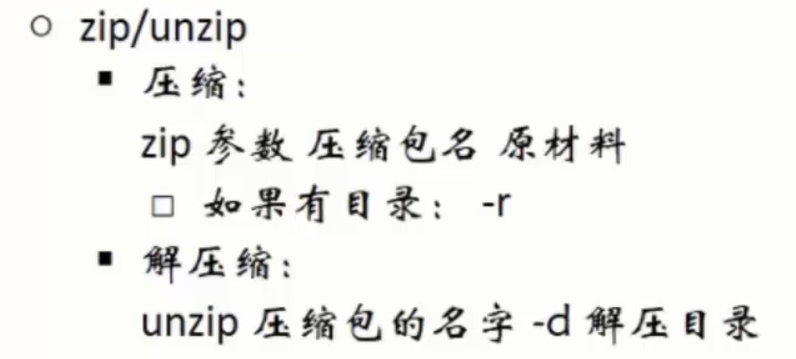 zip/unzip
压缩：
zip 参数 压缩包名 原材料
如果有目录： -r
解压缩：
unzip 压缩包的名字 -d 解压目录